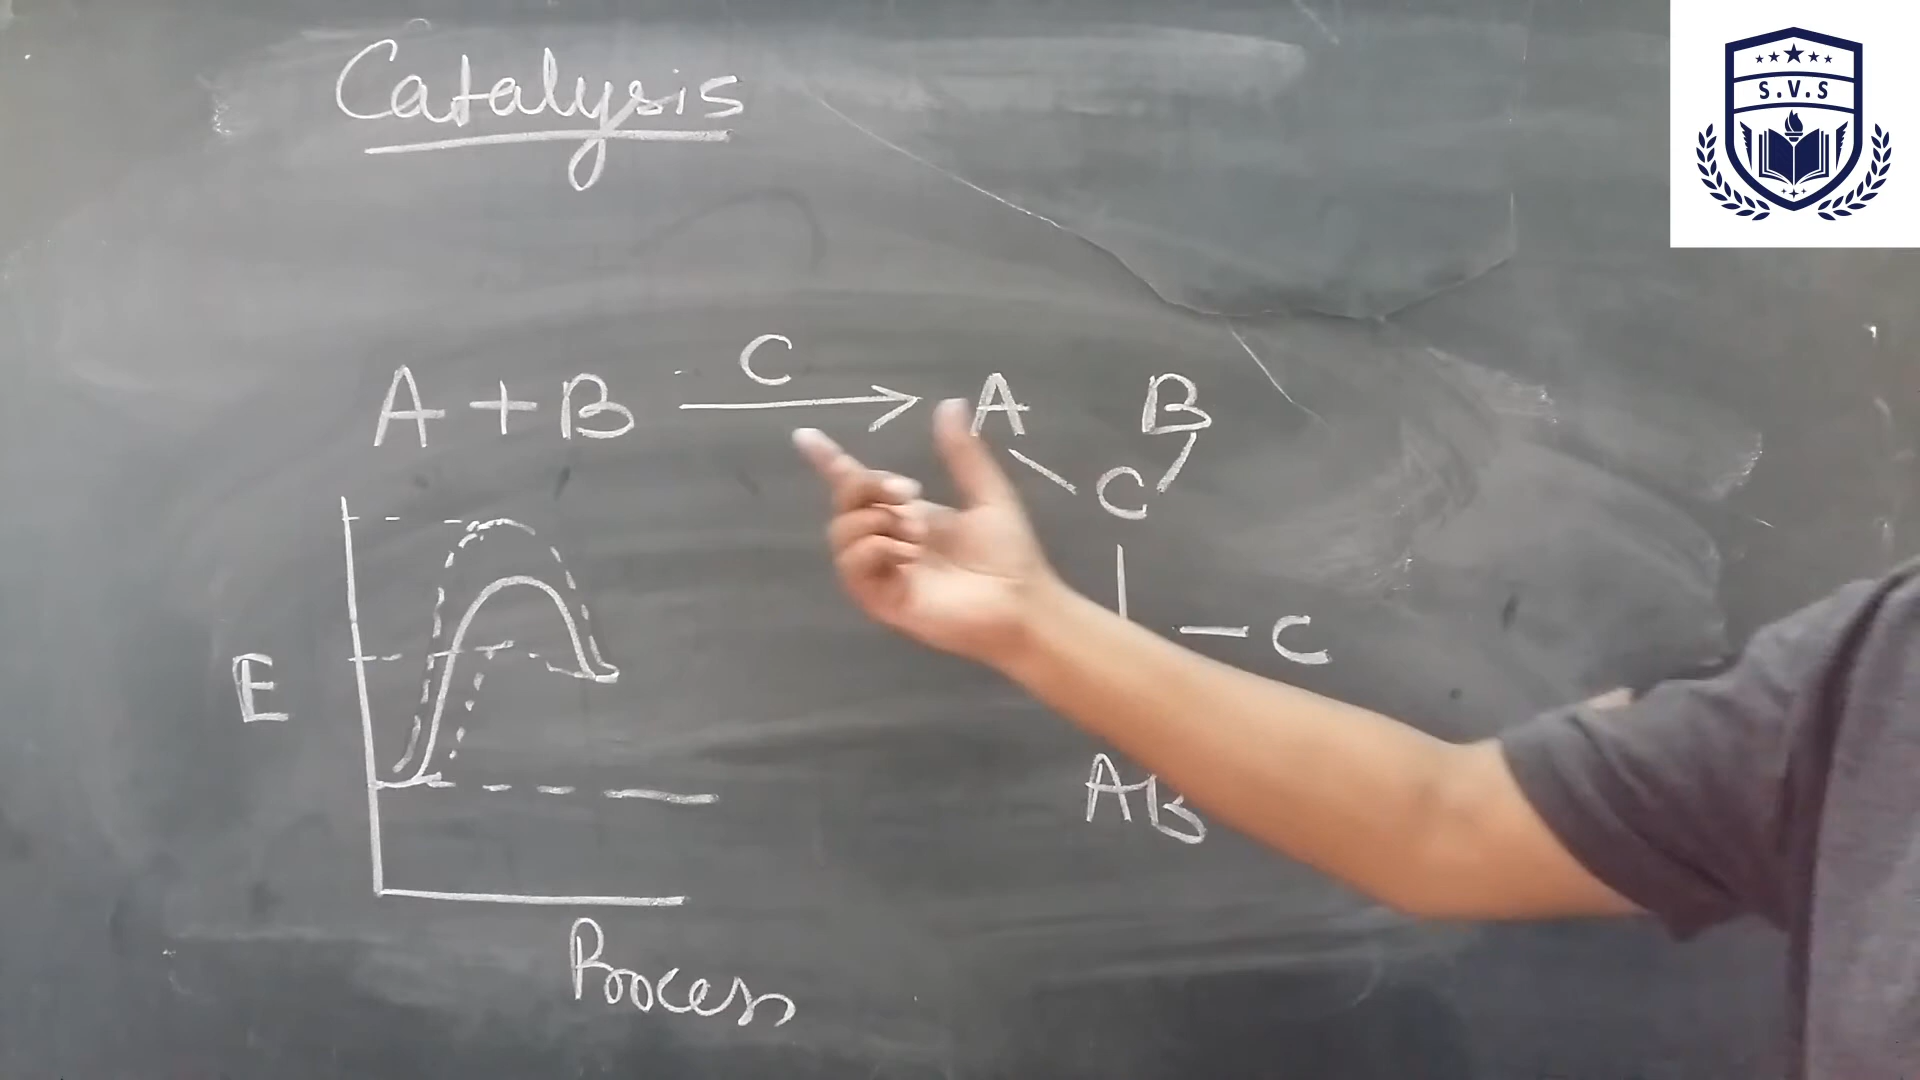 Catalysis
S.V.S
C
A + B → A B
C
— C
E
AB
Process